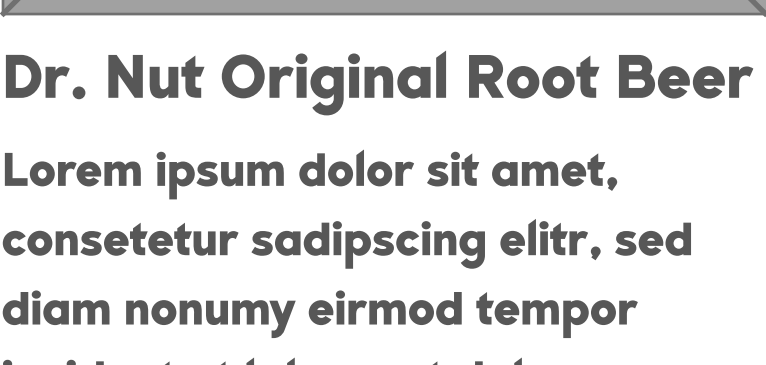 Dr. Nut Original Root Beer
Lorem ipsum dolor sit amet,
consetetur sadipscing elitr, sed
diam nonumy eirmod tempor